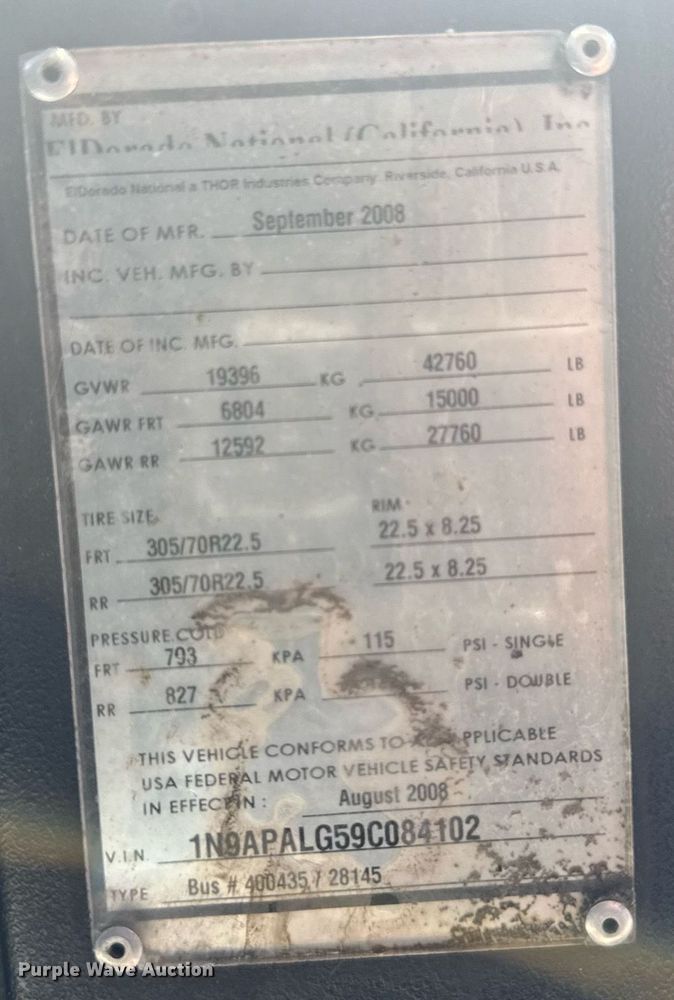 MFD. BY
ElDorado National (California), Inc.
ElDorado National a THOR Industries Company Riverside, California U.S.A.
DATE OF MFR. September 2008
INC. VEH. MFG. BY
DATE OF INC. MFG.
GVWR 19396 KG 42760 LB
GAWR FRT 6804 KG 15000 LB
GAWR RR 12592 KG 27760 LB
TIRE SIZE RIM
FRT 305/70R22.5 22.5 x 8.25
RR 305/70R22.5 22.5 x 8.25
PRESSURE COLD
FRT 793 KPA 115 PSI - SINGLE
RR 827 KPA PSI - DOUBLE
THIS VEHICLE CONFORMS TO PPLICABLE
USA FEDERAL MOTOR VEHICLE SAFETY STANDARDS
IN EFFECT IN : August 2008
V.I.N. 1N9APALG59C084102
TYPE Bus # 400435 / 28145
Purple Wave Auction